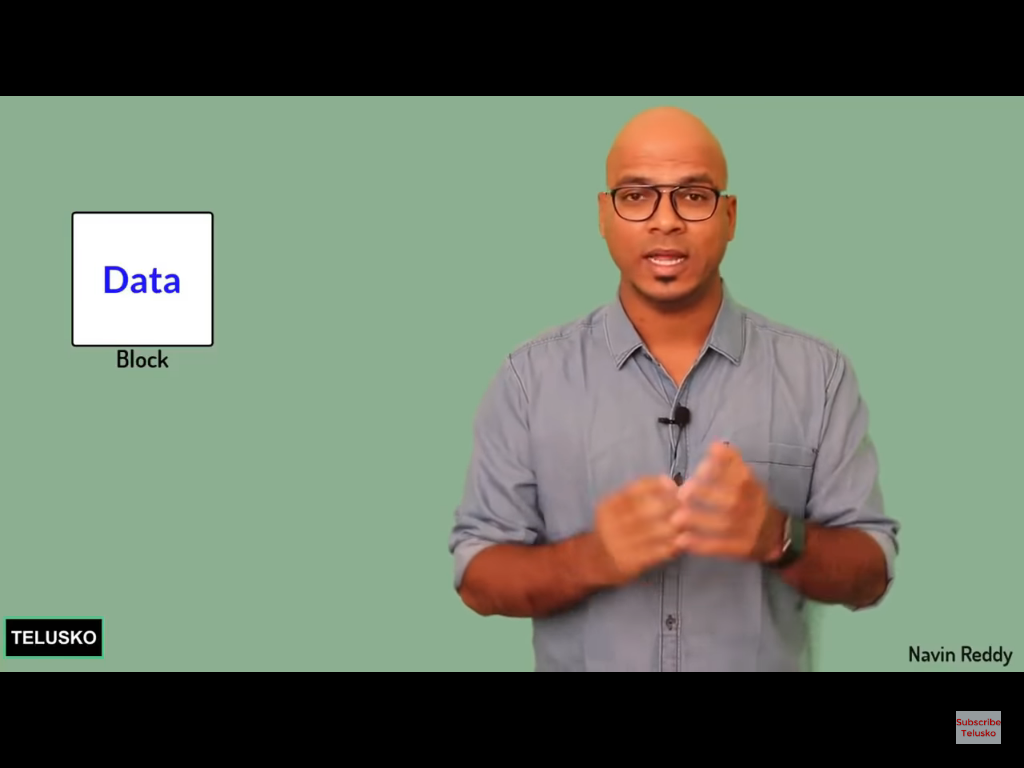 Data
Block
TELUSKO
Navin Reddy
Subscribe
Telusko